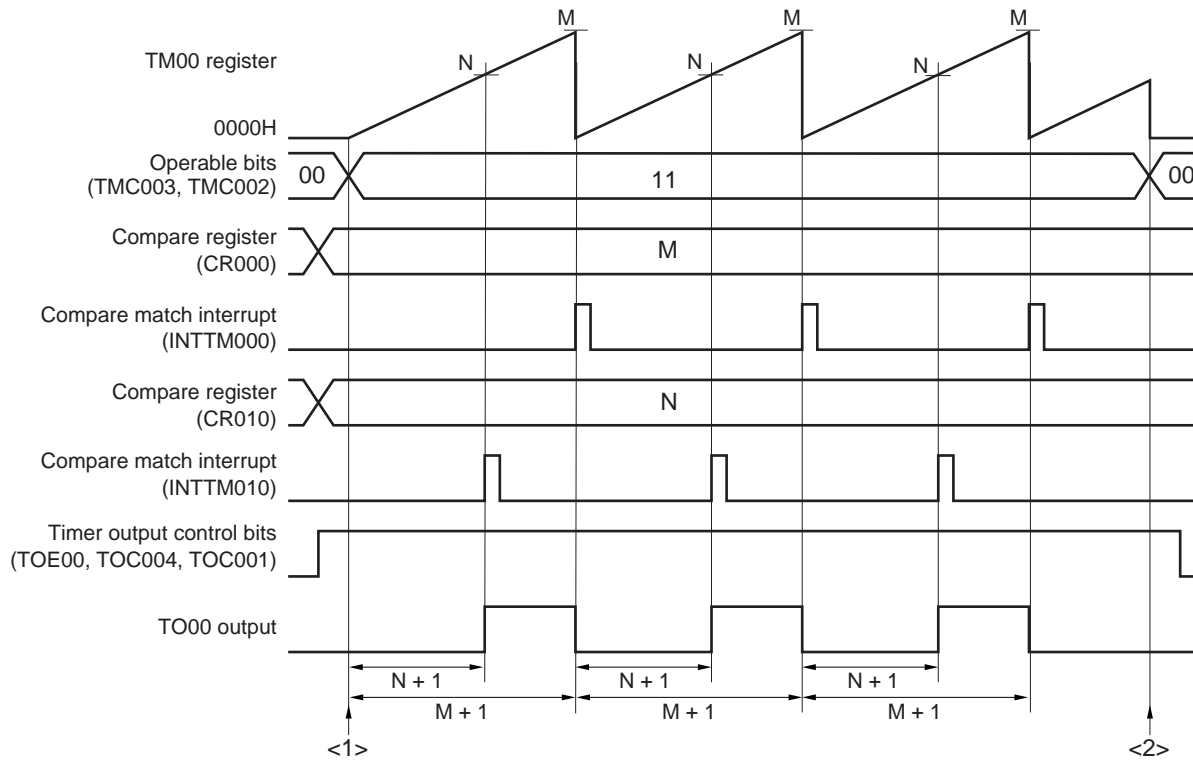 M M M
TM00 register
N N N
0000H
Operable bits
(TMC003, TMC002)
00 11 00
Compare register
(CR000)
M
Compare match interrupt
(INTTM000)
Compare register
(CR010)
N
Compare match interrupt
(INTTM010)
Timer output control bits
(TOE00, TOC004, TOC001)
TO00 output
N + 1 N + 1 N + 1
M + 1 M + 1 M + 1
<1> <2>